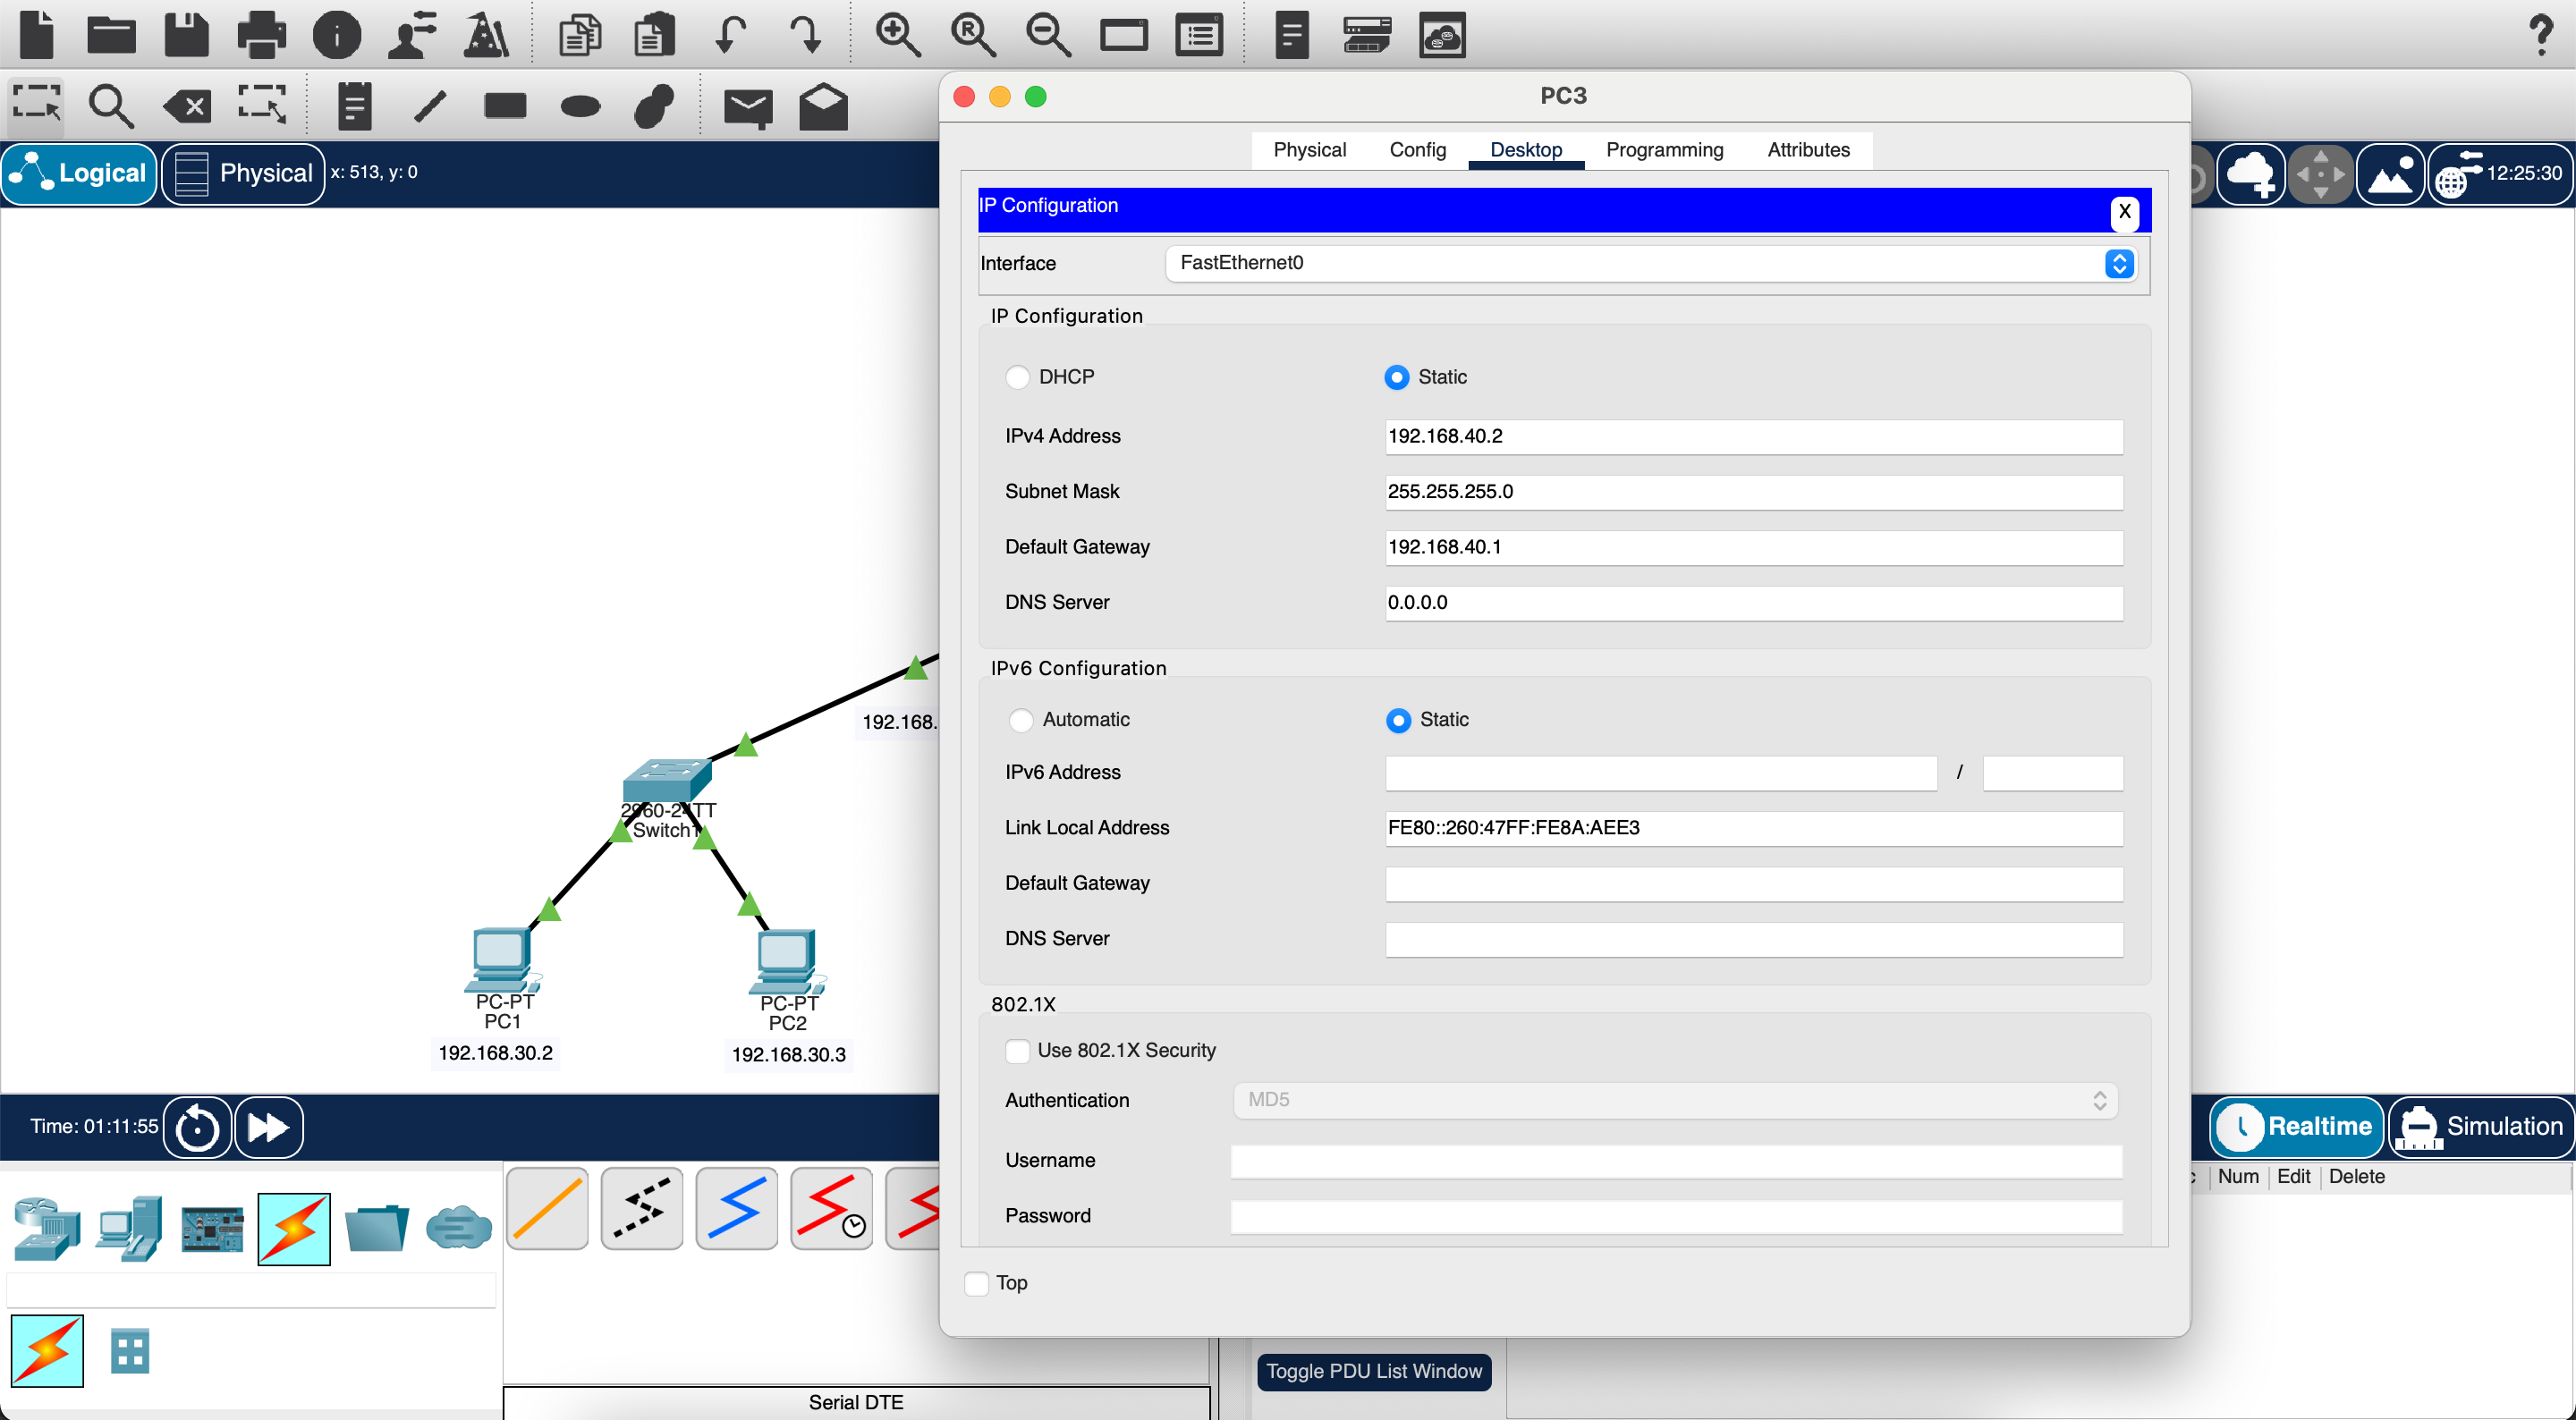 PC3
Logical
Physical
x: 513, y: 0
12:25:30
Physical
Config
Desktop
Programming
Attributes
IP Configuration
X
Interface
FastEthernet0
IP Configuration
DHCP
Static
IPv4 Address
192.168.40.2
Subnet Mask
255.255.255.0
Default Gateway
192.168.40.1
DNS Server
0.0.0.0
IPv6 Configuration
Automatic
Static
IPv6 Address
/
Link Local Address
FE80::260:47FF:FE8A:AEE3
Default Gateway
DNS Server
802.1X
Use 802.1X Security
Authentication
MD5
Username
Password
Top
192.168.
2960-24TT
Switch1
PC-PT
PC1
192.168.30.2
PC-PT
PC2
192.168.30.3
Time: 01:11:55
Realtime
Simulation
Num
Edit
Delete
Toggle PDU List Window
Serial DTE